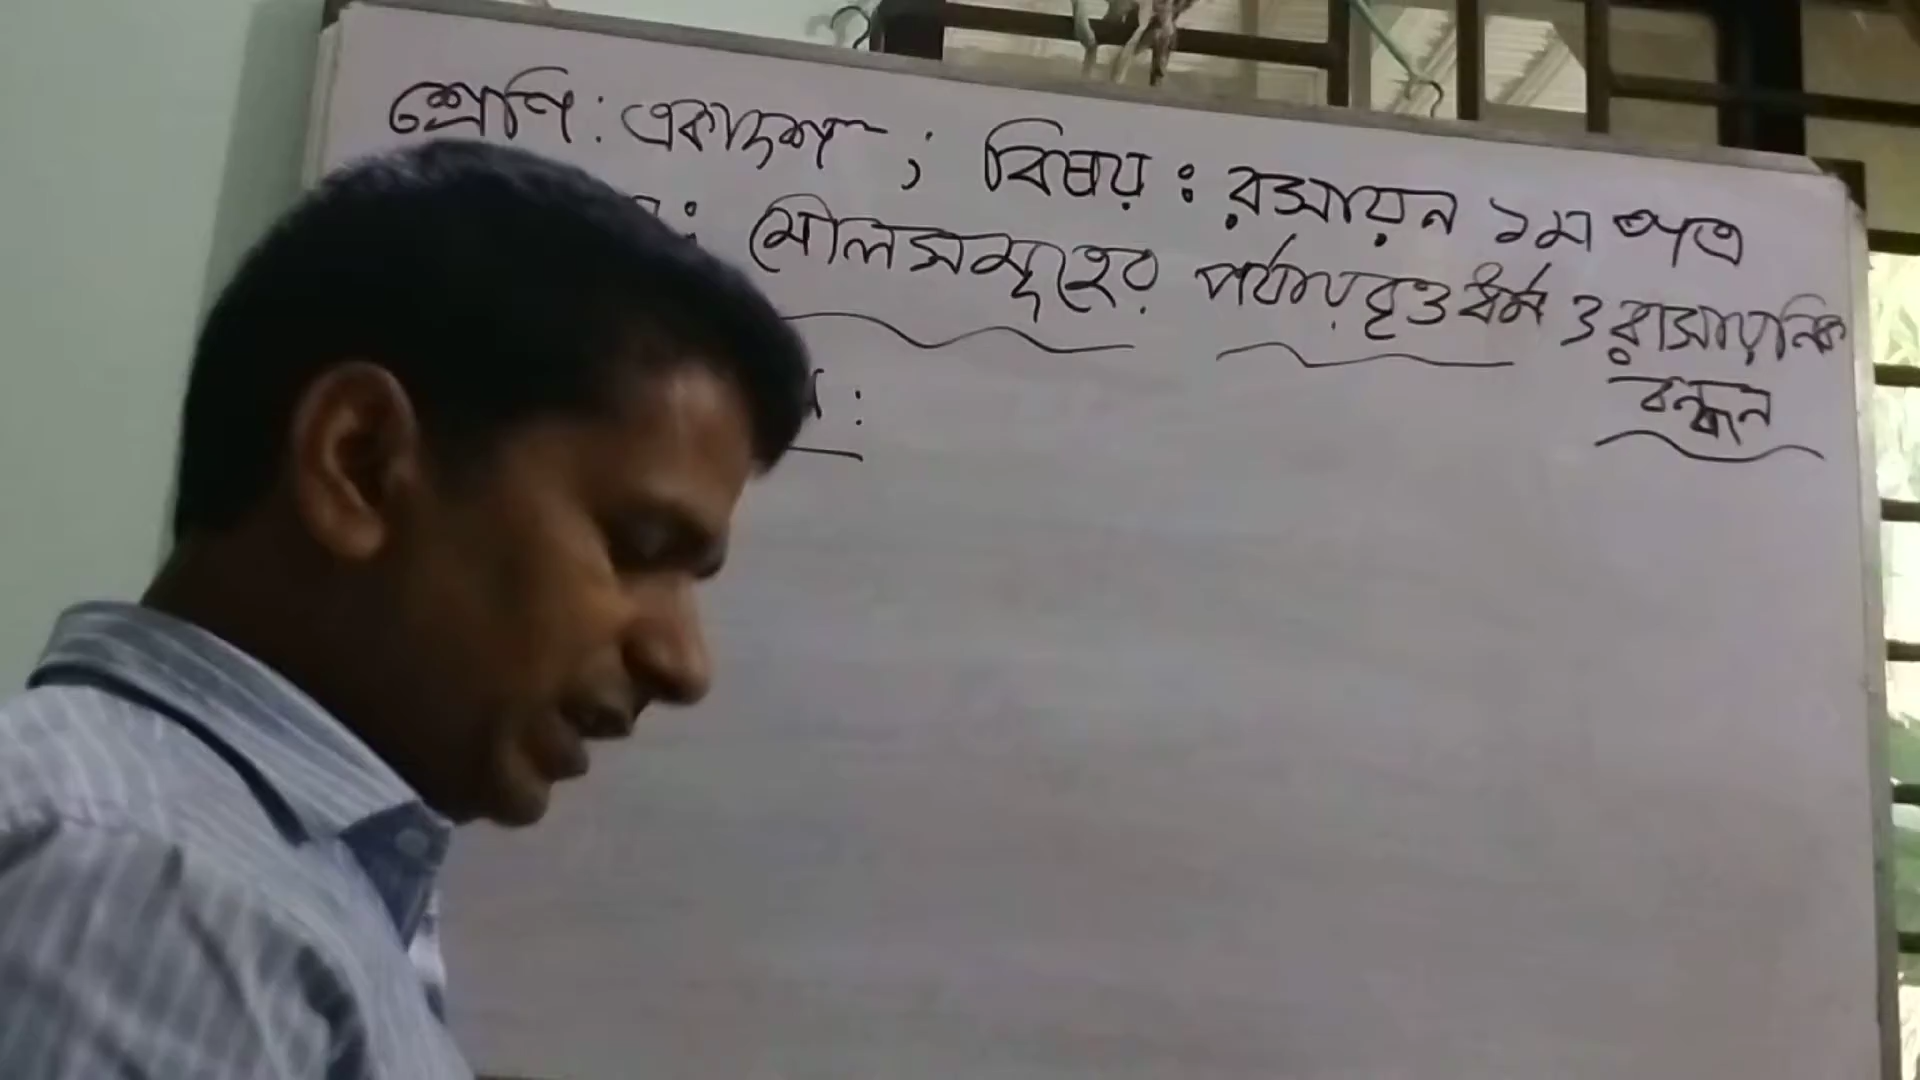 শ্রেণি : একাদশ ; বিষয় : রসায়ন ১ম পত্র
মৌলসমূহের পর্যায়বৃত্ত ধর্ম ও রাসায়নিক
বন্ধন